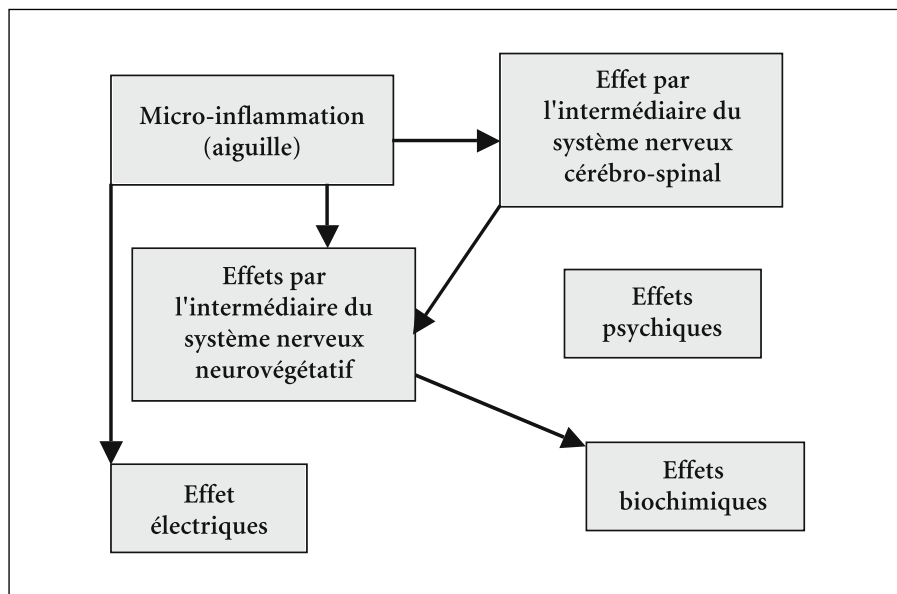 Micro-inflammation
(aiguille)
Effet par
l'intermédiaire du
système nerveux
cérébro-spinal
Effets par
l'intermédiaire du
système nerveux
neurovégétatif
Effets
psychiques
Effet
électriques
Effets
biochimiques